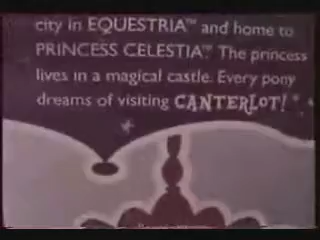 city in EQUESTRIA™ and home to
PRINCESS CELESTIA™. The princess
lives in a magical castle. Every pony
dreams of visiting CANTERLOT!™